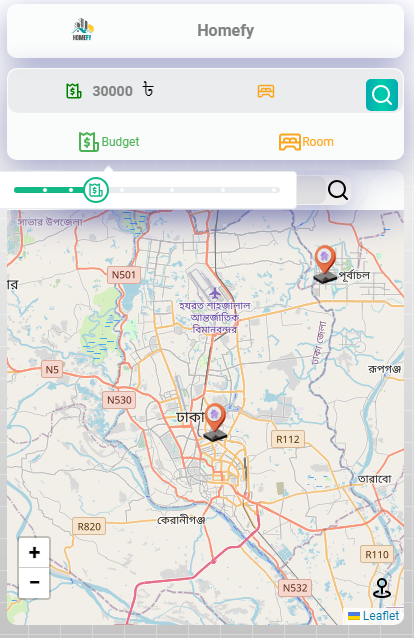 HOMEFY
Homefy
30000 ৳
Budget
Room
সাভার উপজেলা
N501
পূর্বাচল
হযরত শাহজালাল
আন্তর্জাতিক
বিমানবন্দর
ঢাকা জেলা
N5
রূপগঞ্জ
N530
ঢাকা
R112
তারাবো
কেরানীগঞ্জ
R820
+
R110
−
N532
Leaflet